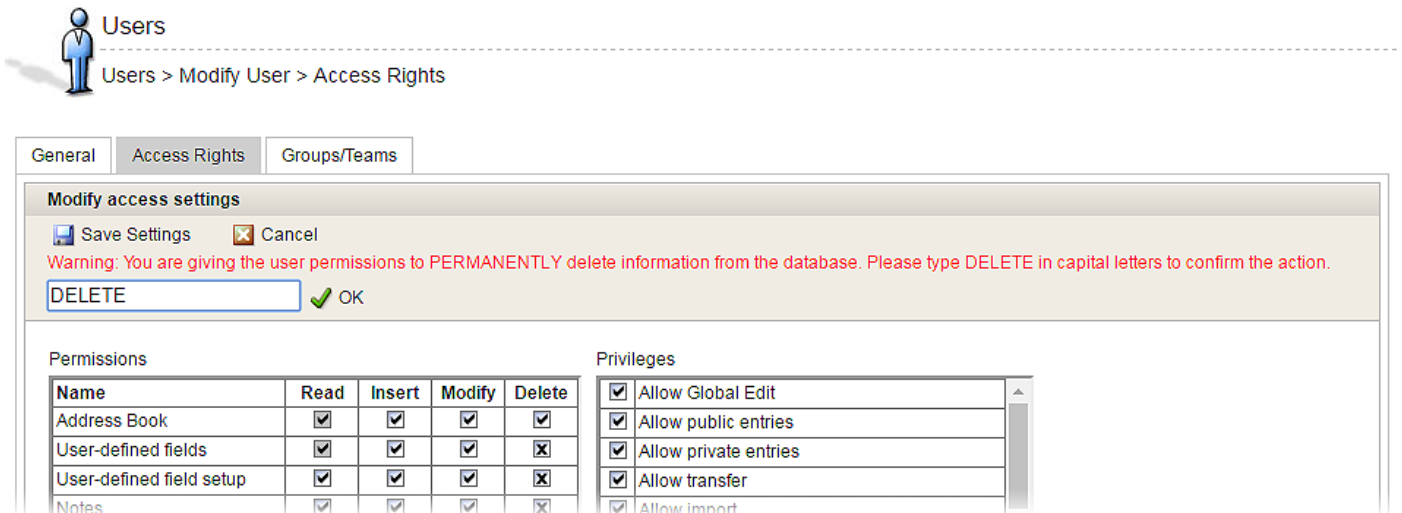 Users
Users > Modify User > Access Rights
General Access Rights Groups/Teams
Modify access settings
Save Settings Cancel
Warning: You are giving the user permissions to PERMANENTLY delete information from the database. Please type DELETE in capital letters to confirm the action.
DELETE OK
Permissions
Name Read Insert Modify Delete
Address Book
User-defined fields
User-defined field setup
Notes
Privileges
Allow Global Edit
Allow public entries
Allow private entries
Allow transfer
Allow import